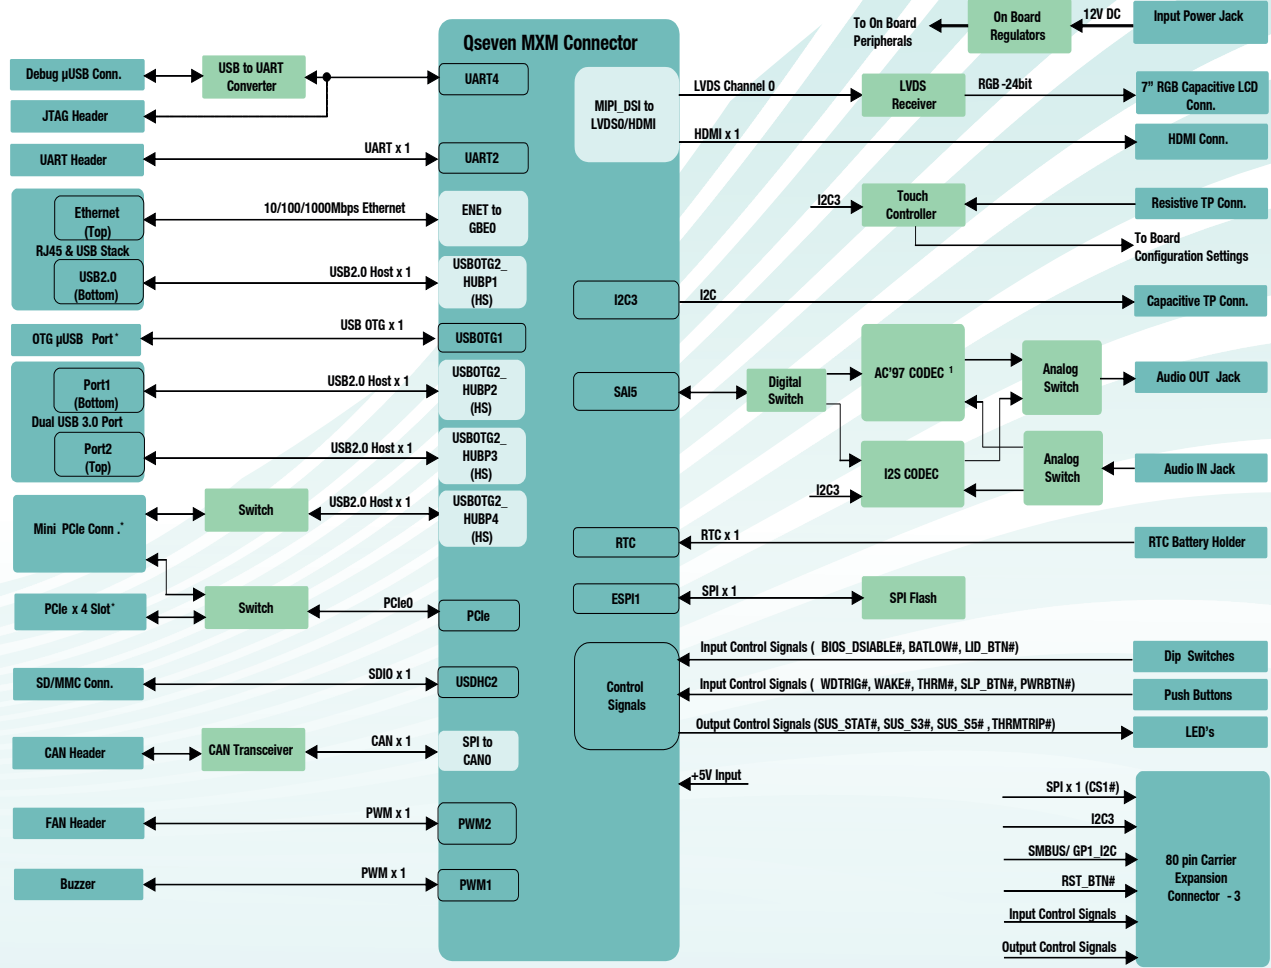 Qseven MXM Connector
Debug µUSB Conn.
USB to UART
Converter
UART4
JTAG Header
UART Header
UART x 1
UART2
Ethernet
(Top)
RJ45 & USB Stack
USB2.0
(Bottom)
10/100/1000Mbps Ethernet
ENET to
GBE0
USB2.0 Host x 1
USBOTG2_
HUBP1
(HS)
OTG µUSB Port*
USB OTG x 1
USBOTG1
Port1
(Bottom)
Dual USB 3.0 Port
Port2
(Top)
USB2.0 Host x 1
USBOTG2_
HUBP2
(HS)
USB2.0 Host x 1
USBOTG2_
HUBP3
(HS)
Mini PCIe Conn .*
Switch
USB2.0 Host x 1
USBOTG2_
HUBP4
(HS)
PCIe x 4 Slot*
Switch
PCIe0
PCIe
SD/MMC Conn.
SDIO x 1
USDHC2
CAN Header
CAN Transceiver
CAN x 1
SPI to
CAN0
FAN Header
PWM x 1
PWM2
Buzzer
PWM x 1
PWM1
To On Board
Peripherals
On Board
Regulators
12V DC
Input Power Jack
MIPI_DSI to
LVDS0/HDMI
LVDS Channel 0
LVDS
Receiver
RGB -24bit
7” RGB Capacitive LCD
Conn.
HDMI x 1
HDMI Conn.
I2C3
Touch
Controller
Resistive TP Conn.
To Board
Configuration Settings
I2C3
I2C
Capacitive TP Conn.
SAI5
Digital
Switch
AC’97 CODEC 1
Analog
Switch
Audio OUT Jack
I2S CODEC
I2C3
Analog
Switch
Audio IN Jack
RTC
RTC x 1
RTC Battery Holder
ESPI1
SPI x 1
SPI Flash
Control
Signals
Input Control Signals ( BIOS_DSIABLE#, BATLOW#, LID_BTN#)
Dip Switches
Input Control Signals ( WDTRIG#, WAKE#, THRM#, SLP_BTN#, PWRBTN#)
Push Buttons
Output Control Signals (SUS_STAT#, SUS_S3#, SUS_S5# , THRMTRIP#)
LED's
+5V Input
SPI x 1 (CS1#)
I2C3
SMBUS/ GP1_I2C
RST_BTN#
Input Control Signals
Output Control Signals
80 pin Carrier
Expansion
Connector - 3